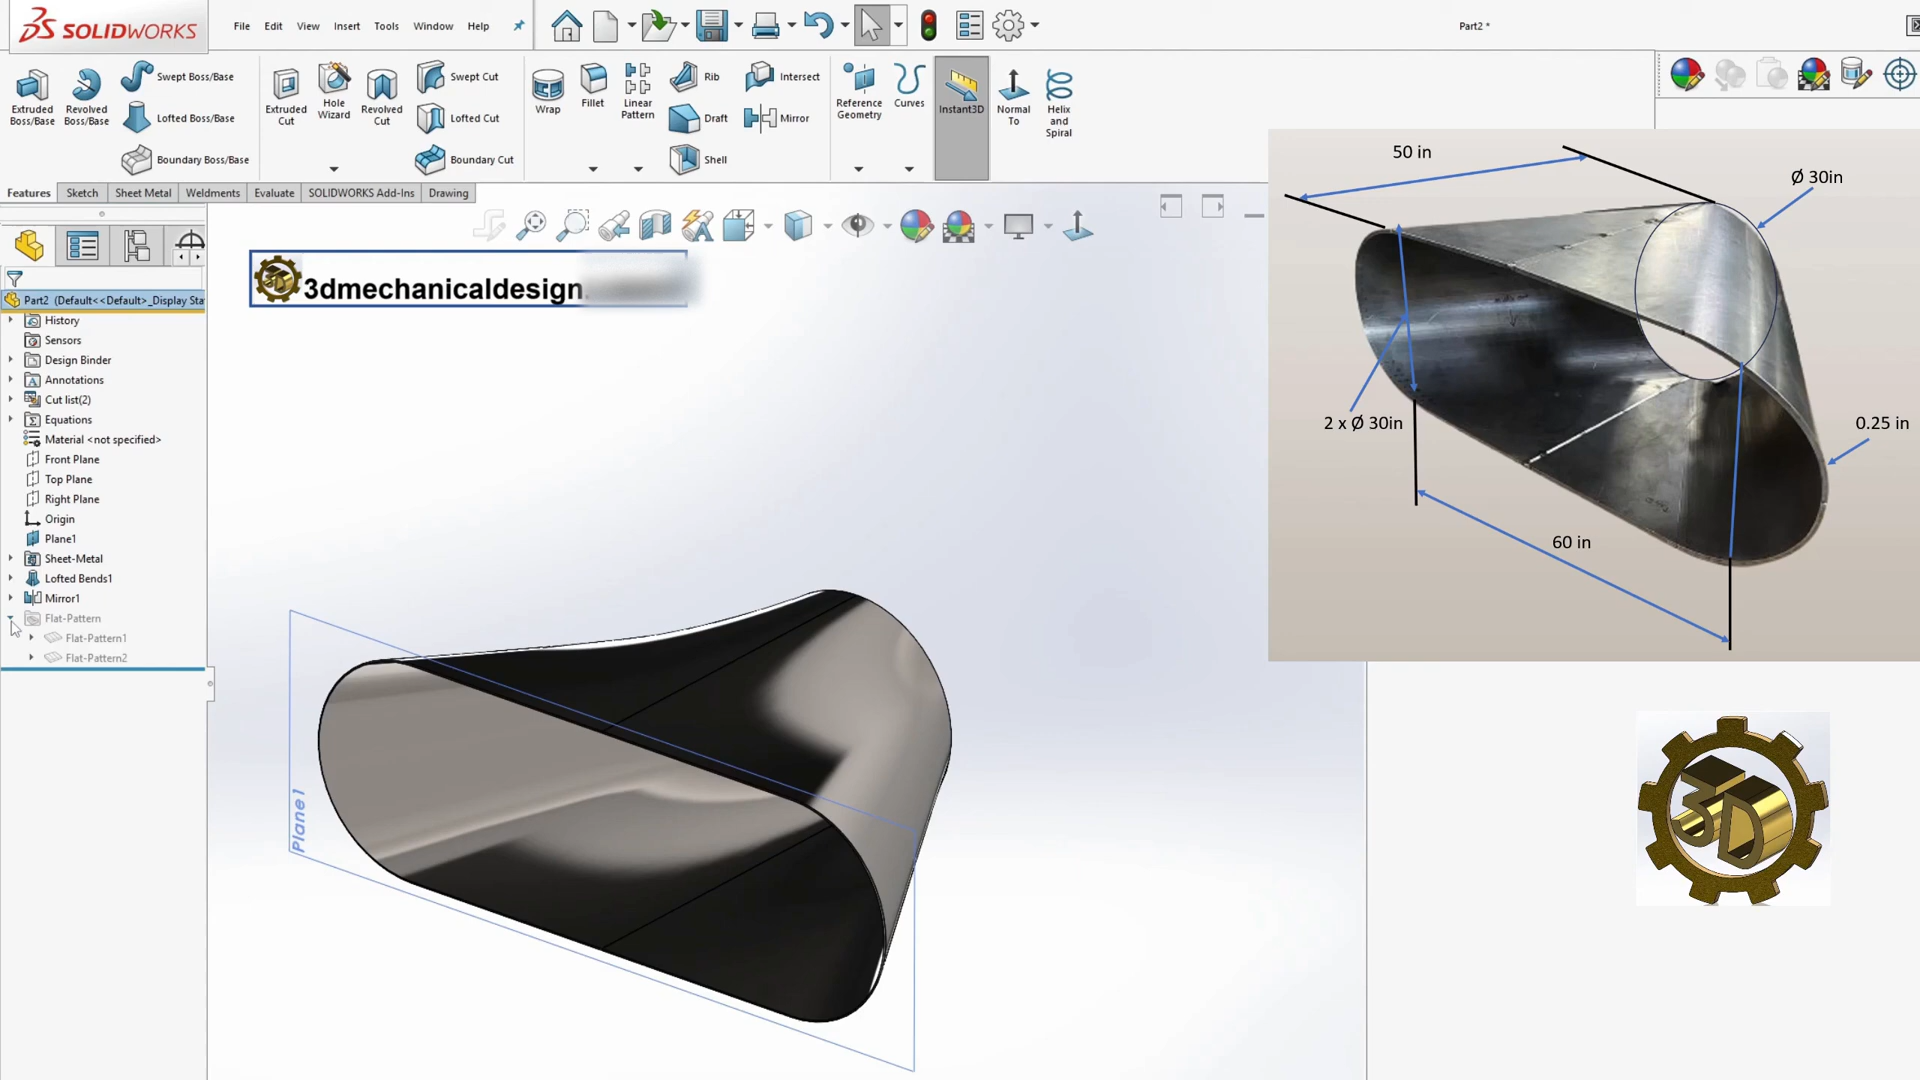 SOLIDWORKS
File Edit View Insert Tools Window Help
Part2 *
Extruded Boss/Base
Revolved Boss/Base
Swept Boss/Base
Lofted Boss/Base
Boundary Boss/Base
Extruded Cut
Hole Wizard
Revolved Cut
Swept Cut
Lofted Cut
Boundary Cut
Wrap
Fillet
Linear Pattern
Rib
Draft
Shell
Intersect
Mirror
Reference Geometry
Curves
Instant3D
Normal To
Helix and Spiral
Features Sketch Sheet Metal Weldments Evaluate SOLIDWORKS Add-Ins Drawing
3dmechanicaldesign.
Part2 (Default<<Default>_Display Sta
History
Sensors
Design Binder
Annotations
Cut list(2)
Equations
Material <not specified>
Front Plane
Top Plane
Right Plane
Origin
Plane1
Sheet-Metal
Lofted Bends1
Mirror1
Flat-Pattern
Flat-Pattern1
Flat-Pattern2
Plane1
50 in
Ø 30in
2 x Ø 30in
0.25 in
60 in
3D